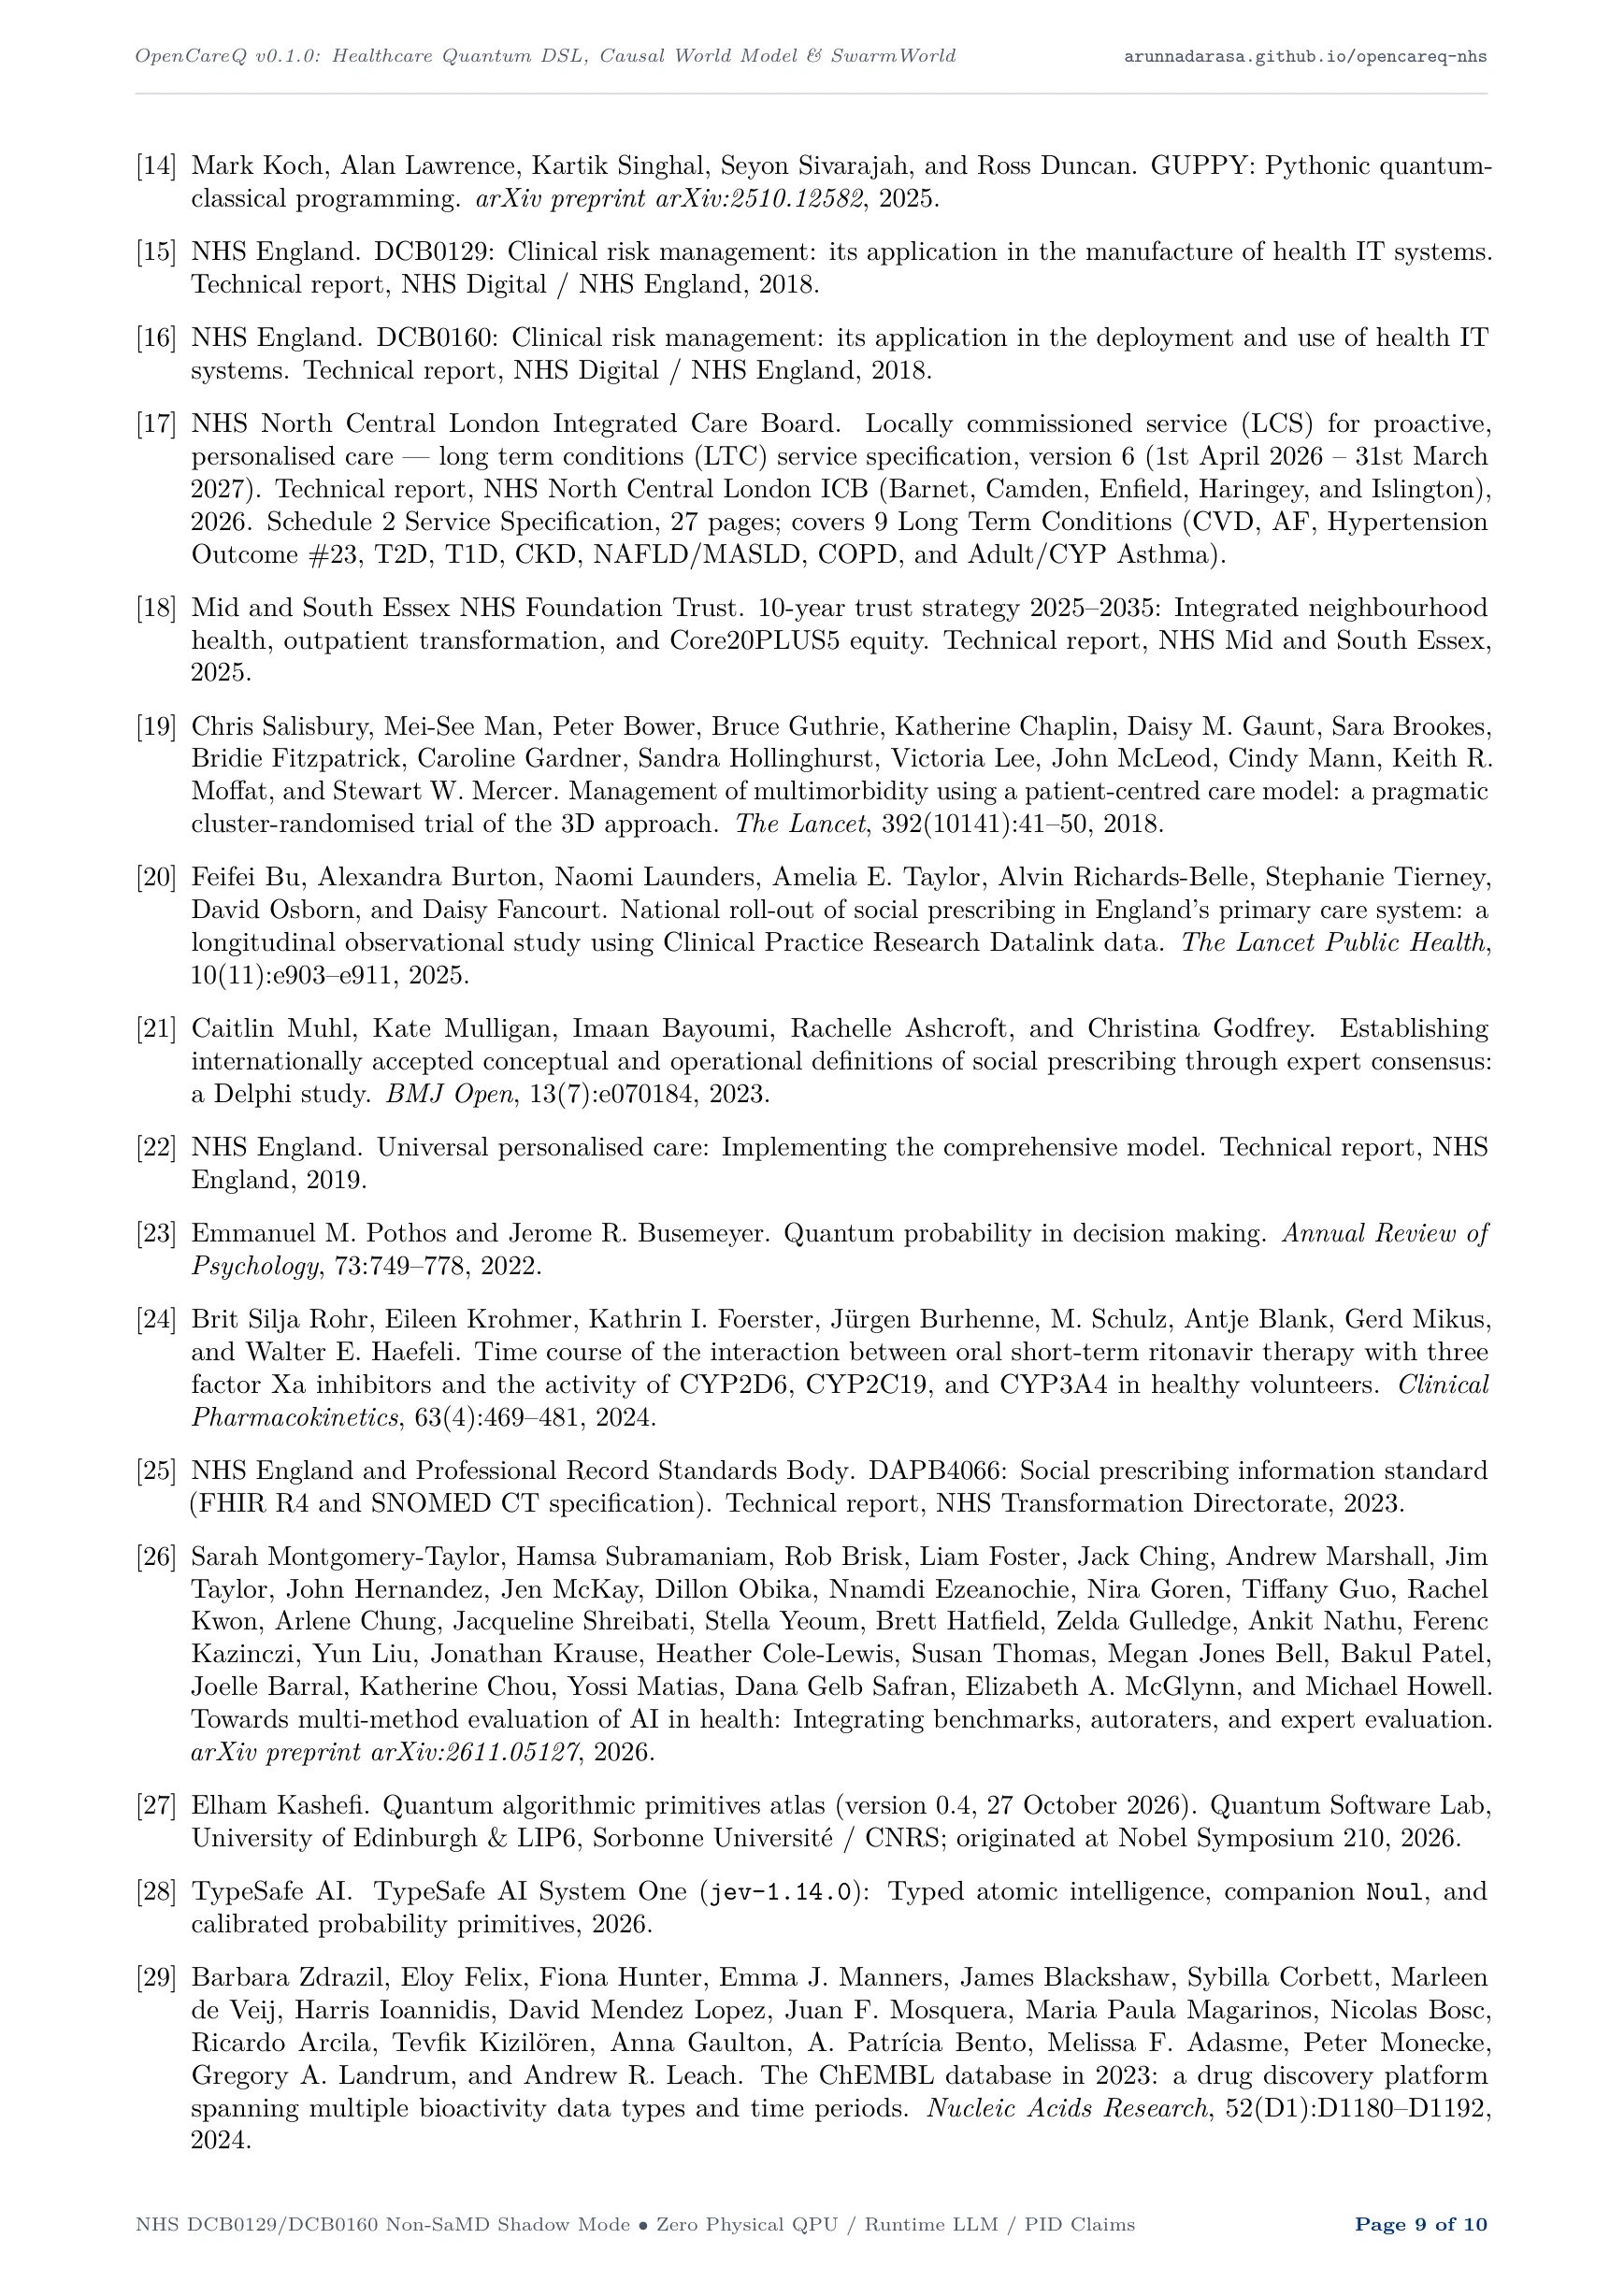 OpenCareQ v0.1.0: Healthcare Quantum DSL, Causal World Model & SwarmWorld
arunnadarasa.github.io/opencareq-nhs
[14] Mark Koch, Alan Lawrence, Kartik Singhal, Seyon Sivarajah, and Ross Duncan. GUPPY: Pythonic quantum-
classical programming. arXiv preprint arXiv:2510.12582, 2025.
[15] NHS England. DCB0129: Clinical risk management: its application in the manufacture of health IT systems.
Technical report, NHS Digital / NHS England, 2018.
[16] NHS England. DCB0160: Clinical risk management: its application in the deployment and use of health IT
systems. Technical report, NHS Digital / NHS England, 2018.
[17] NHS North Central London Integrated Care Board. Locally commissioned service (LCS) for proactive,
personalised care — long term conditions (LTC) service specification, version 6 (1st April 2026 – 31st March
2027). Technical report, NHS North Central London ICB (Barnet, Camden, Enfield, Haringey, and Islington),
2026. Schedule 2 Service Specification, 27 pages; covers 9 Long Term Conditions (CVD, AF, Hypertension
Outcome #23, T2D, T1D, CKD, NAFLD/MASLD, COPD, and Adult/CYP Asthma).
[18] Mid and South Essex NHS Foundation Trust. 10-year trust strategy 2025–2035: Integrated neighbourhood
health, outpatient transformation, and Core20PLUS5 equity. Technical report, NHS Mid and South Essex,
2025.
[19] Chris Salisbury, Mei-See Man, Peter Bower, Bruce Guthrie, Katherine Chaplin, Daisy M. Gaunt, Sara Brookes,
Bridie Fitzpatrick, Caroline Gardner, Sandra Hollinghurst, Victoria Lee, John McLeod, Cindy Mann, Keith R.
Moffat, and Stewart W. Mercer. Management of multimorbidity using a patient-centred care model: a pragmatic
cluster-randomised trial of the 3D approach. The Lancet, 392(10141):41–50, 2018.
[20] Feifei Bu, Alexandra Burton, Naomi Launders, Amelia E. Taylor, Alvin Richards-Belle, Stephanie Tierney,
David Osborn, and Daisy Fancourt. National roll-out of social prescribing in England's primary care system: a
longitudinal observational study using Clinical Practice Research Datalink data. The Lancet Public Health,
10(11):e903–e911, 2025.
[21] Caitlin Muhl, Kate Mulligan, Imaan Bayoumi, Rachelle Ashcroft, and Christina Godfrey. Establishing
internationally accepted conceptual and operational definitions of social prescribing through expert consensus:
a Delphi study. BMJ Open, 13(7):e070184, 2023.
[22] NHS England. Universal personalised care: Implementing the comprehensive model. Technical report, NHS
England, 2019.
[23] Emmanuel M. Pothos and Jerome R. Busemeyer. Quantum probability in decision making. Annual Review of
Psychology, 73:749–778, 2022.
[24] Brit Silja Rohr, Eileen Krohmer, Kathrin I. Foerster, Jürgen Burhenne, M. Schulz, Antje Blank, Gerd Mikus,
and Walter E. Haefeli. Time course of the interaction between oral short-term ritonavir therapy with three
factor Xa inhibitors and the activity of CYP2D6, CYP2C19, and CYP3A4 in healthy volunteers. Clinical
Pharmacokinetics, 63(4):469–481, 2024.
[25] NHS England and Professional Record Standards Body. DAPB4066: Social prescribing information standard
(FHIR R4 and SNOMED CT specification). Technical report, NHS Transformation Directorate, 2023.
[26] Sarah Montgomery-Taylor, Hamsa Subramaniam, Rob Brisk, Liam Foster, Jack Ching, Andrew Marshall, Jim
Taylor, John Hernandez, Jen McKay, Dillon Obika, Nnamdi Ezeanochie, Nira Goren, Tiffany Guo, Rachel
Kwon, Arlene Chung, Jacqueline Shreibati, Stella Yeoum, Brett Hatfield, Zelda Gulledge, Ankit Nathu, Ferenc
Kazinczi, Yun Liu, Jonathan Krause, Heather Cole-Lewis, Susan Thomas, Megan Jones Bell, Bakul Patel,
Joelle Barral, Katherine Chou, Yossi Matias, Dana Gelb Safran, Elizabeth A. McGlynn, and Michael Howell.
Towards multi-method evaluation of AI in health: Integrating benchmarks, autoraters, and expert evaluation.
arXiv preprint arXiv:2611.05127, 2026.
[27] Elham Kashefi. Quantum algorithmic primitives atlas (version 0.4, 27 October 2026). Quantum Software Lab,
University of Edinburgh & LIP6, Sorbonne Université / CNRS; originated at Nobel Symposium 210, 2026.
[28] TypeSafe AI. TypeSafe AI System One (jev-1.14.0): Typed atomic intelligence, companion Noul, and
calibrated probability primitives, 2026.
[29] Barbara Zdrazil, Eloy Felix, Fiona Hunter, Emma J. Manners, James Blackshaw, Sybilla Corbett, Marleen
de Veij, Harris Ioannidis, David Mendez Lopez, Juan F. Mosquera, Maria Paula Magarinos, Nicolas Bosc,
Ricardo Arcila, Tevfik Kizilören, Anna Gaulton, A. Patrícia Bento, Melissa F. Adasme, Peter Monecke,
Gregory A. Landrum, and Andrew R. Leach. The ChEMBL database in 2023: a drug discovery platform
spanning multiple bioactivity data types and time periods. Nucleic Acids Research, 52(D1):D1180–D1192,
2024.
NHS DCB0129/DCB0160 Non-SaMD Shadow Mode • Zero Physical QPU / Runtime LLM / PID Claims
Page 9 of 10